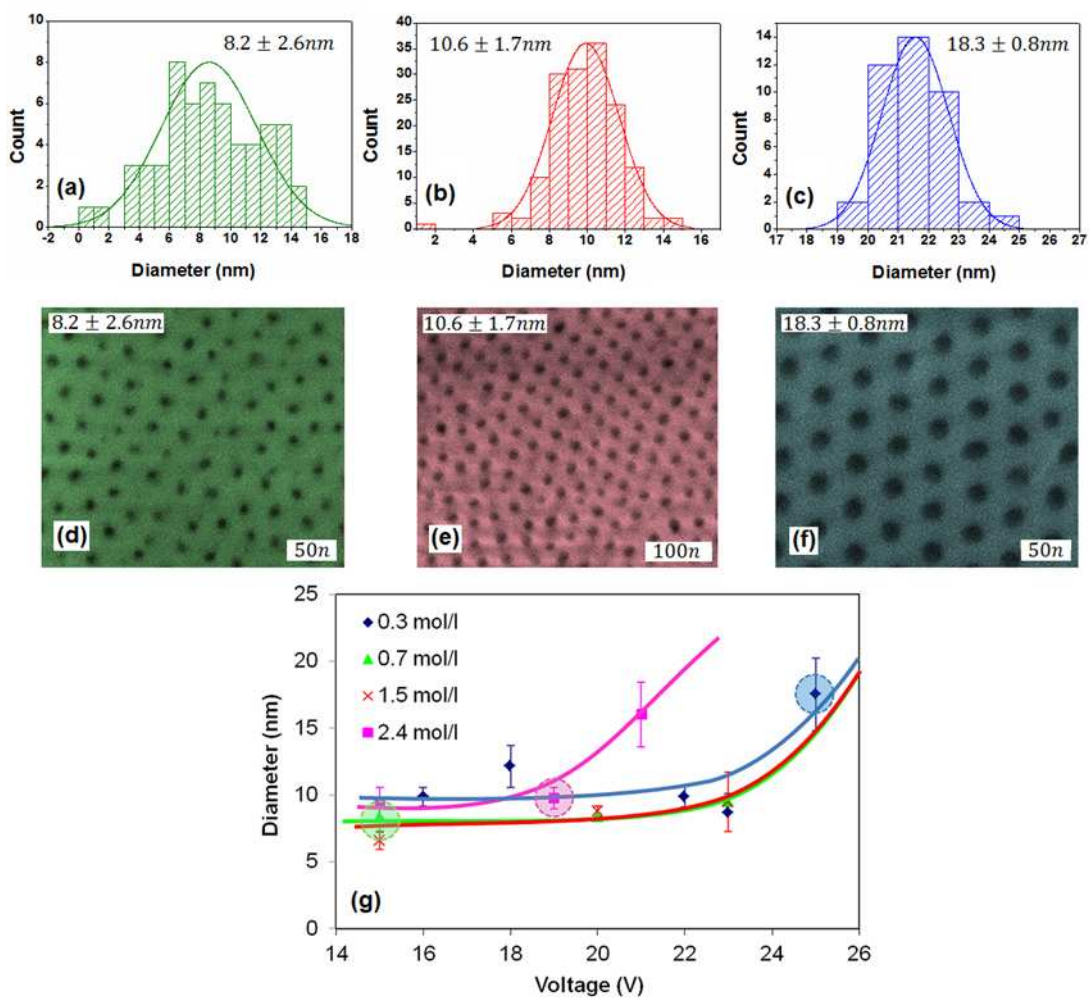 8.2 ± 2.6nm
10
8
6
4
2
0
Count
(a)
-2 0 2 4 6 8 10 12 14 16 18
Diameter (nm)
10.6 ± 1.7nm
40
35
30
25
20
15
10
5
0
Count
(b)
2 4 6 8 10 12 14 16
Diameter (nm)
18.3 ± 0.8nm
14
12
10
8
6
4
2
0
Count
(c)
17 18 19 20 21 22 23 24 25 26 27
Diameter (nm)
8.2 ± 2.6nm
(d)
50n
10.6 ± 1.7nm
(e)
100n
18.3 ± 0.8nm
(f)
50n
25
20
15
10
5
0
Diameter (nm)
0.3 mol/l
0.7 mol/l
1.5 mol/l
2.4 mol/l
(g)
14 16 18 20 22 24 26
Voltage (V)